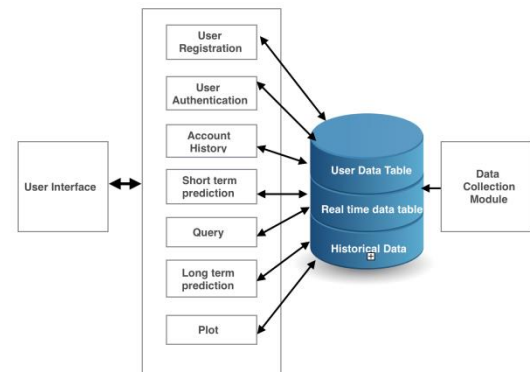 User
Registration
User
Authentication
Account
History
Short term
prediction
Query
Long term
prediction
Plot
User Interface
User Data Table
Real time data table
Historical Data
Data
Collection
Module